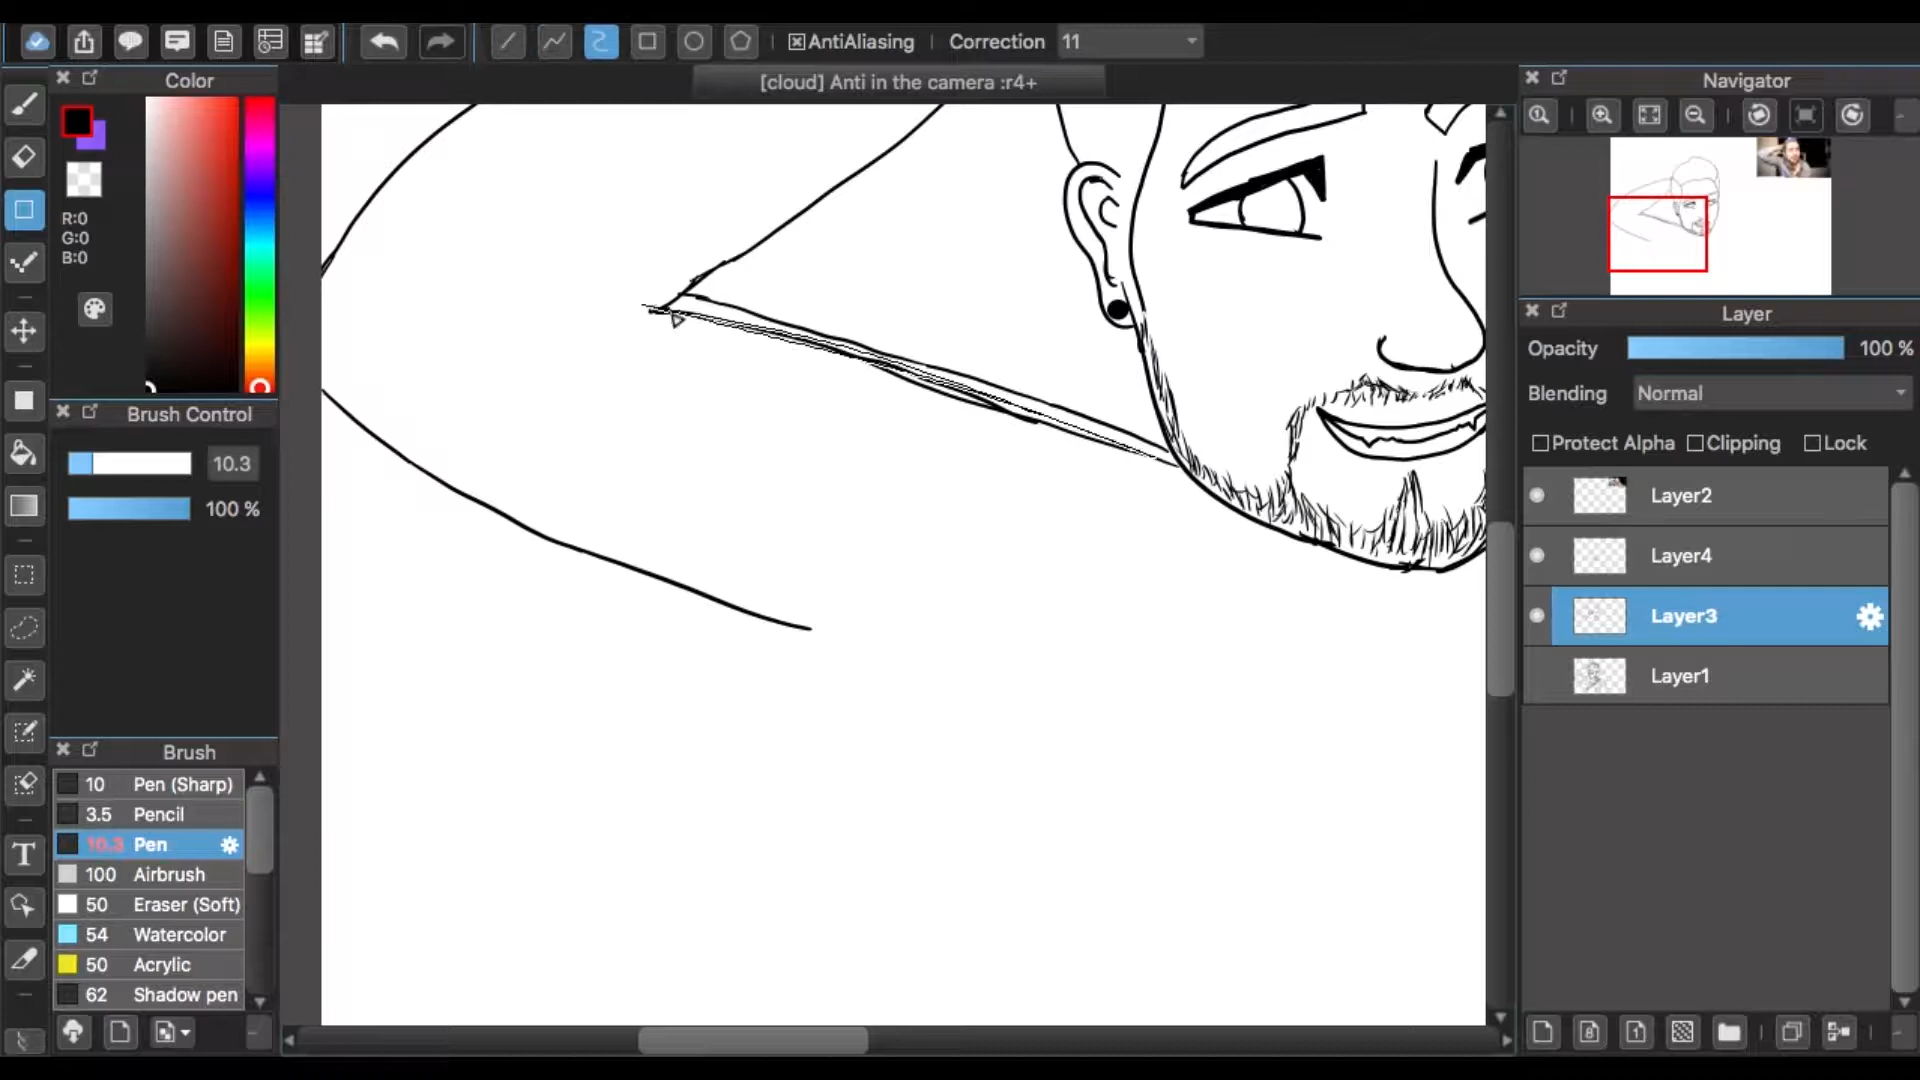 AntiAliasing
Correction
11
Color
[cloud] Anti in the camera :r4+
Navigator
R:0
G:0
B:0
Layer
Opacity
100 %
Blending
Normal
Protect Alpha
Clipping
Lock
Brush Control
10.3
100 %
Layer2
Layer4
Layer3
Layer1
Brush
10 Pen (Sharp)
3.5 Pencil
10.3 Pen
100 Airbrush
50 Eraser (Soft)
54 Watercolor
50 Acrylic
62 Shadow pen